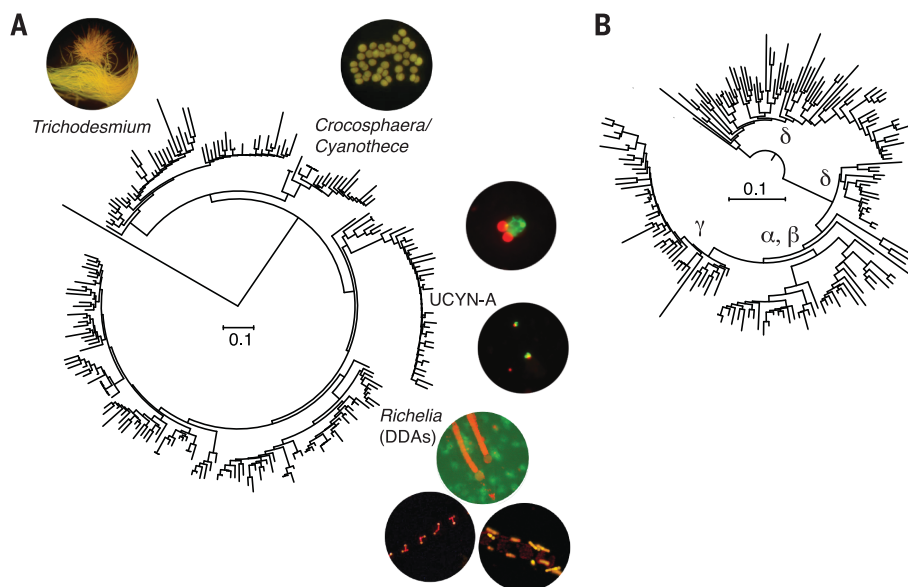 A
B
Trichodesmium
Crocosphaera/
Cyanothece
UCYN-A
0.1
Richelia
(DDAs)
δ
δ
0.1
γ
α, β